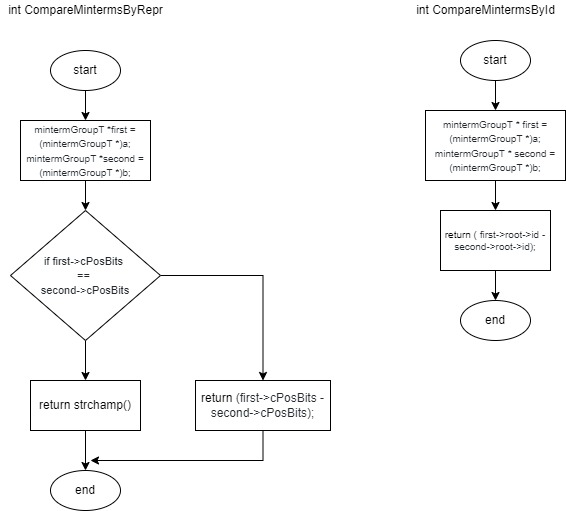 int CompareMintermsByRepr
start
mintermGroupT *first =
(mintermGroupT *)a;
mintermGroupT *second =
(mintermGroupT *)b;
if first->cPosBits
==
second->cPosBits
return strchamp()
return (first->cPosBits -
second->cPosBits);
end
int CompareMintermsById
start
mintermGroupT * first =
(mintermGroupT *)a;
mintermGroupT * second =
(mintermGroupT *)b;
return ( first->root->id -
second->root->id);
end